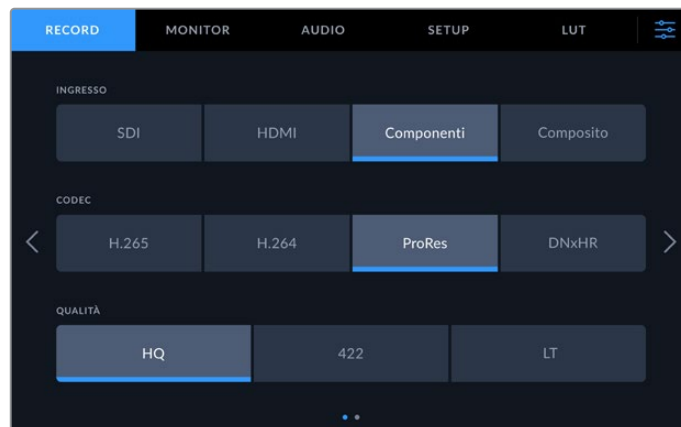 RECORD MONITOR AUDIO SETUP LUT
INGRESSO
SDI HDMI Componenti Composito
CODEC
H.265 H.264 ProRes DNxHR
QUALITÀ
HQ 422 LT